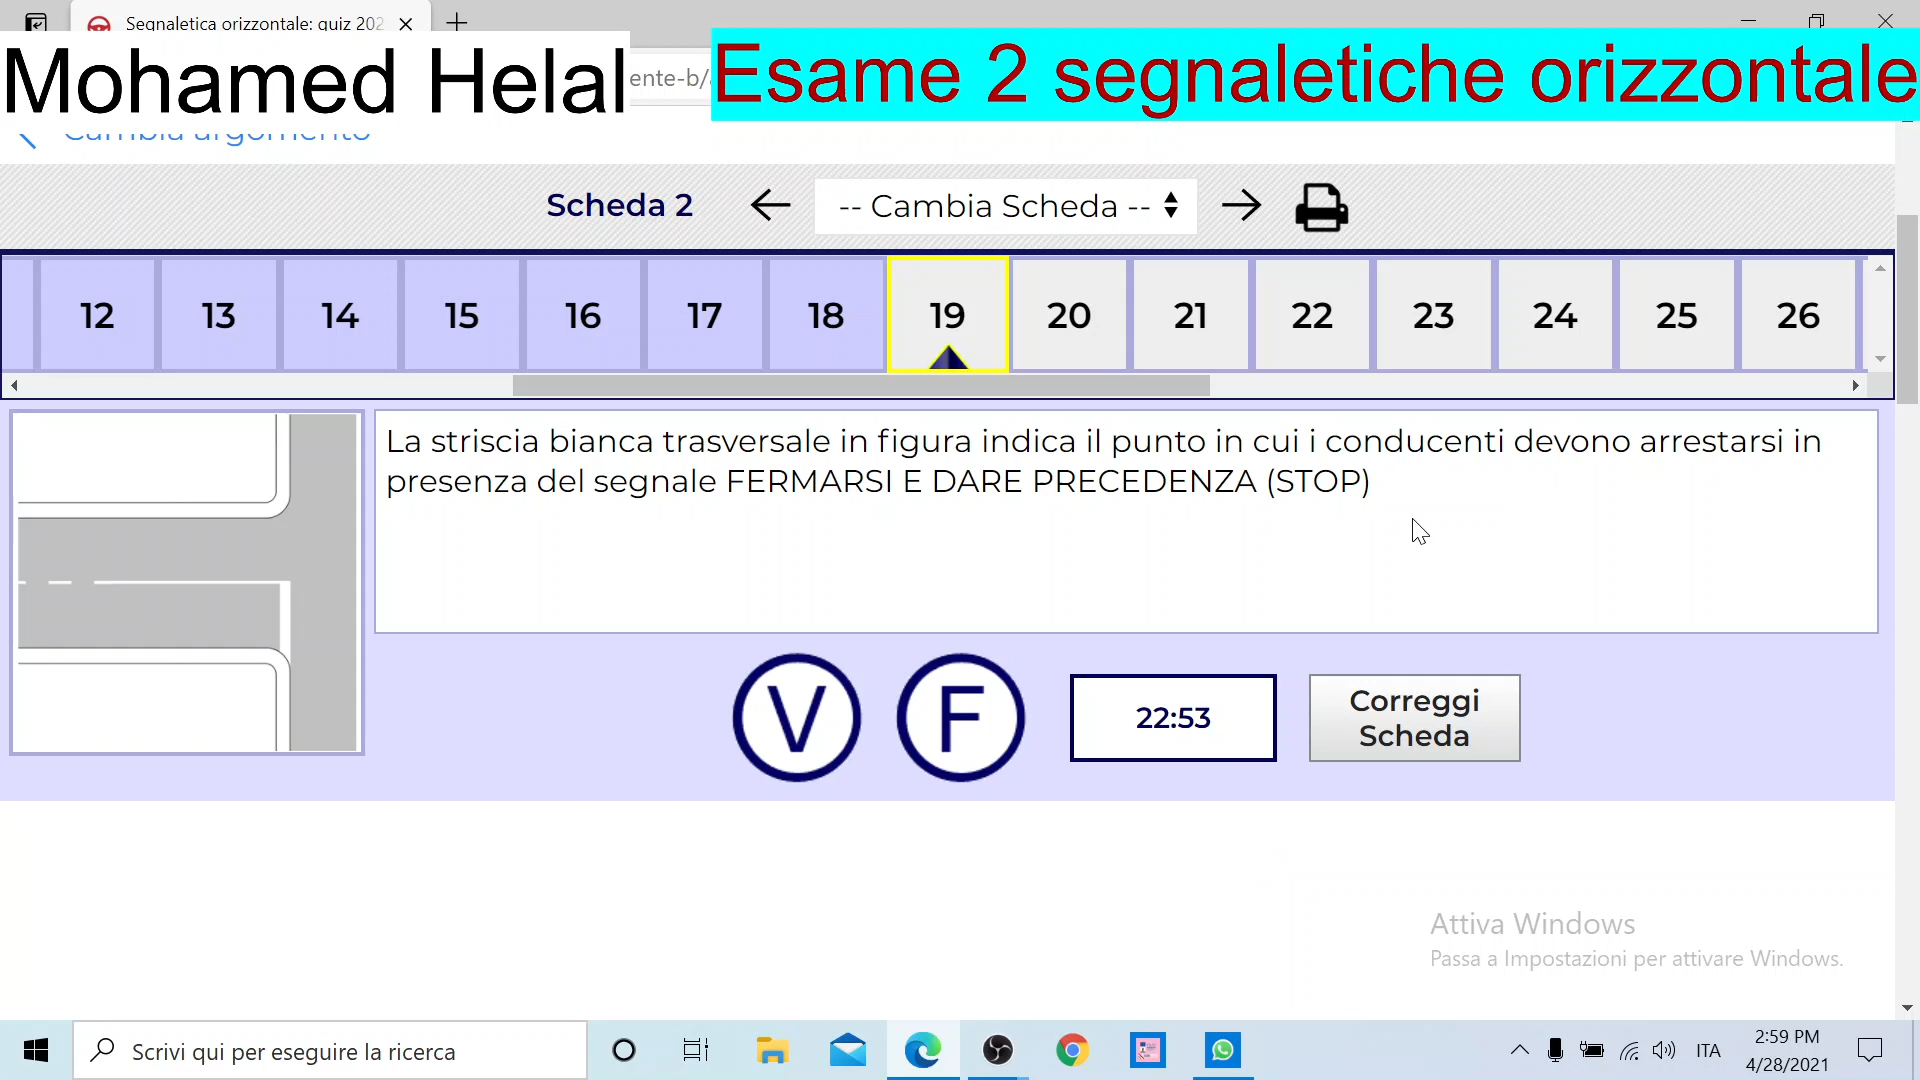 Segnaletica orizzontale: quiz 202
Mohamed Helal
ente-b/
Esame 2 segnaletiche orizzontale
Cambia argomento
Scheda 2
-- Cambia Scheda --
12 13 14 15 16 17 18 19 20 21 22 23 24 25 26
La striscia bianca trasversale in figura indica il punto in cui i conducenti devono arrestarsi in
presenza del segnale FERMARSI E DARE PRECEDENZA (STOP)
V F 22:53
Correggi
Scheda
Attiva Windows
Passa a Impostazioni per attivare Windows.
Scrivi qui per eseguire la ricerca
ITA
2:59 PM
4/28/2021